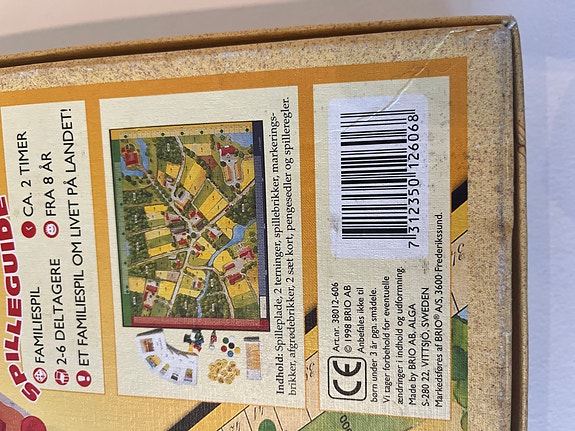 SPILLEGUIDE
FAMILIESPIL
CA. 2 TIMER
2-6 DELTAGERE
FRA 8 ÅR
ET FAMILIESPIL OM LIVET PÅ LANDET!
Indhold: Spilleplade, 2 terninger, spillebrikker, markerings-
brikker, afgrødebrikker, 2 sæt kort, pengesedler og spilleregler.
7 312350 126068
CE
Art.nr. 38012-606
© 1998 BRIO AB
Anbefales ikke til
børn under 3 år pga. smådele.
Vi tager forbehold for eventuelle
ændringer i indhold og udformning.
Made by BRIO AB, ALGA
S-280 22, VITTSJÖ, SWEDEN
Markedsføres af BRIO® A/S, 3600 Frederikssund.